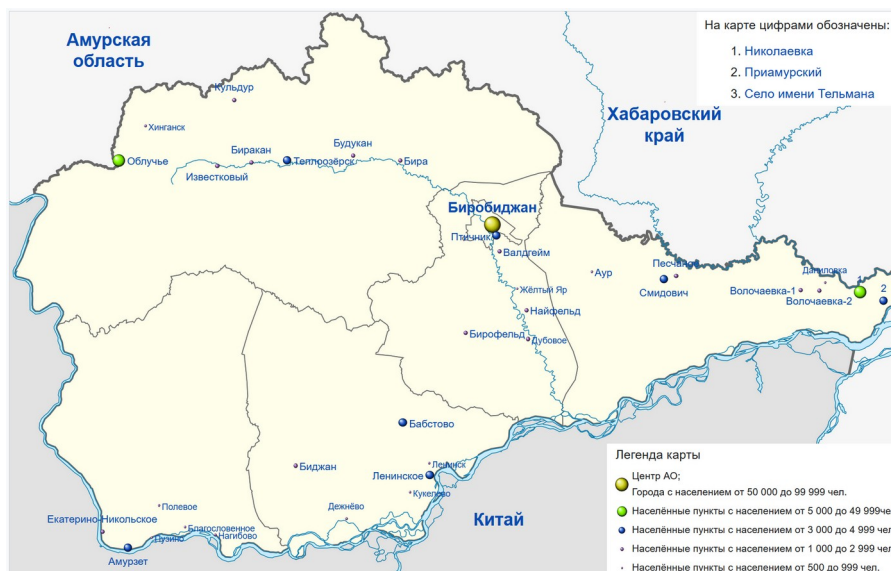 На карте цифрами обозначены:
1. Николаевка
2. Приамурский
3. Село имени Тельмана
Амурская
область
Кульдур
Хинганск
Хабаровский
край
Облучье
Биракан
Теплоозёрск
Будукан
Бира
Известковый
Биробиджан
Птичник
Валдгейм
Аур
Песчаное
Смидович
Даниловка
Волочаевка-1
Волочаевка-2
1
2
Жёлтый Яр
Найфельд
Бирофельд
Дубовое
Бабстово
Биджан
Ленинск
Ленинское
Кукелево
Дежнёво
Китай
Полевое
Екатерино-Никольское
Благословенное
Пузино
Нагибово
Амурзет
Легенда карты
Центр АО;
Города с населением от 50 000 до 99 999 чел.
Населённые пункты с населением от 5 000 до 49 999че
Населённые пункты с населением от 3 000 до 4 999 чел
Населённые пункты с населением от 1 000 до 2 999 чел
Населённые пункты с населением от 500 до 999 чел.